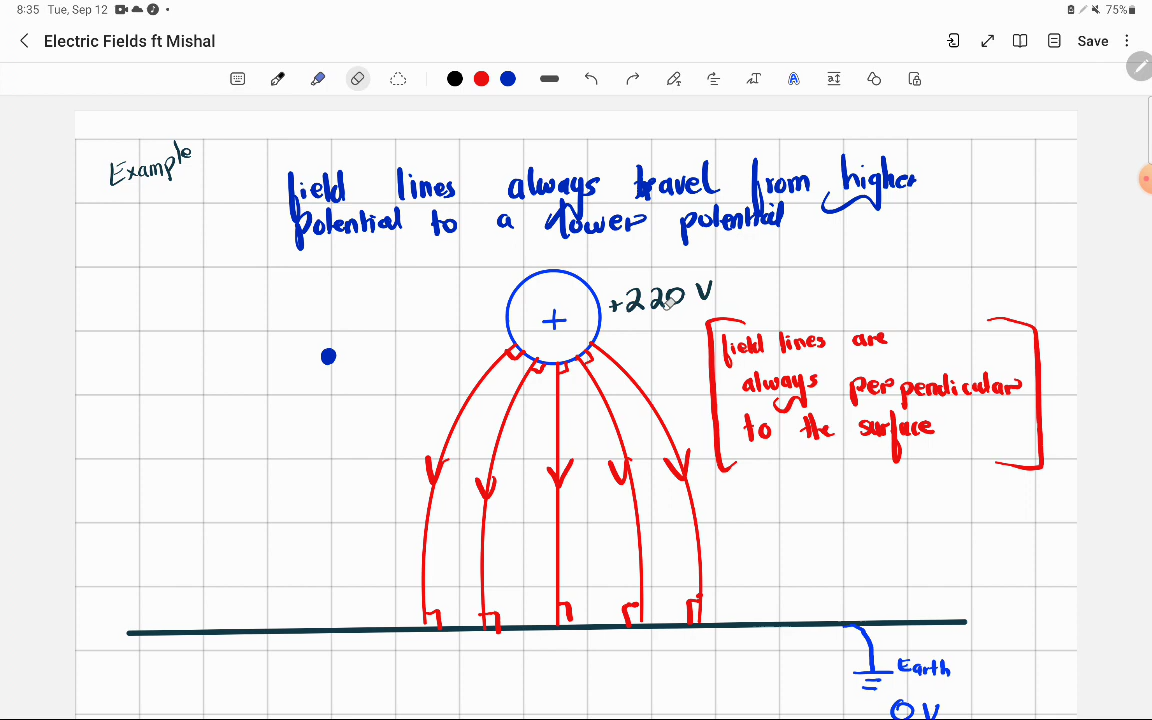 8:35 Tue, Sep 12
75%
Electric Fields ft Mishal
Save
Example
field lines always travel from higher
potential to a lower potential
+
+220 V
field lines are
always perpendicular
to the surface
Earth
0 V